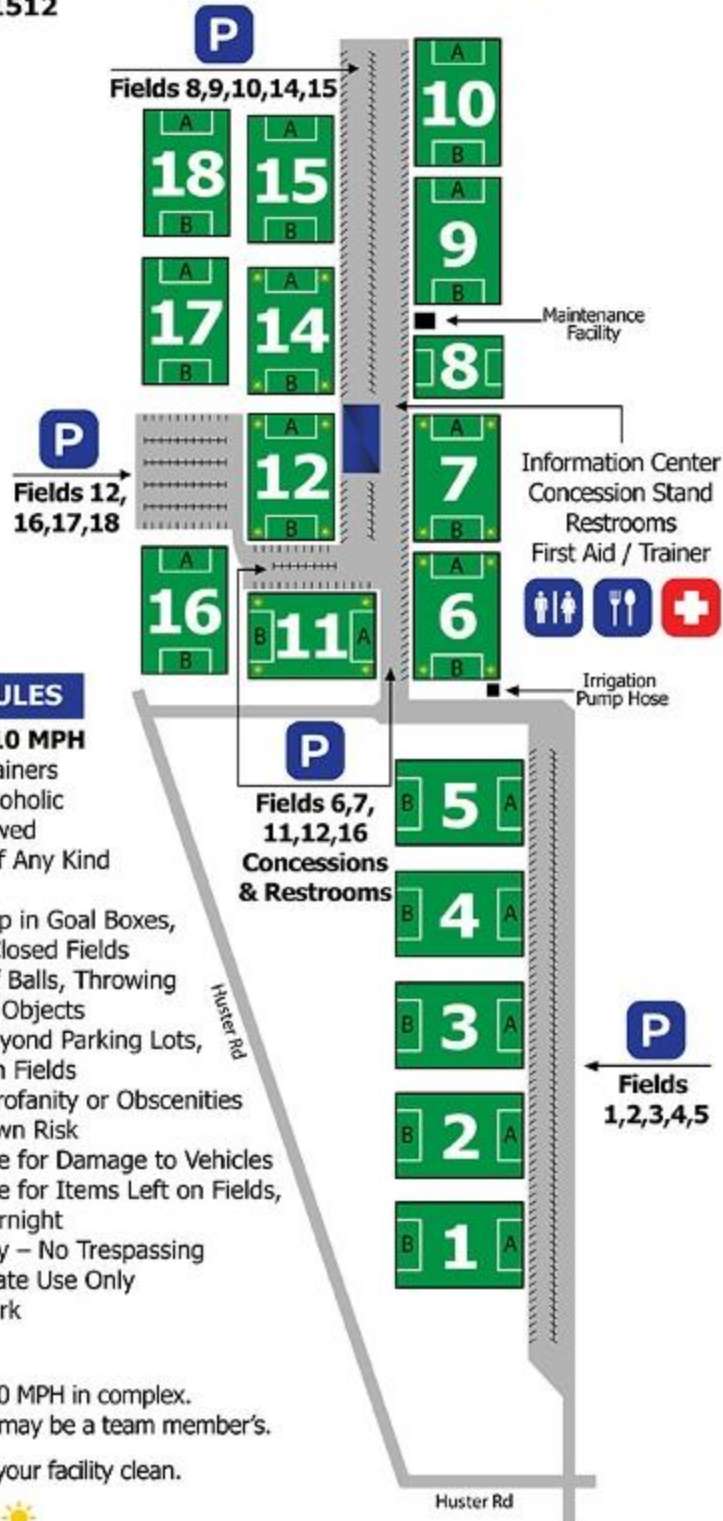 1512
P
Fields 8,9,10,14,15
A
10
B
A
18
B
A
15
B
A
9
B
A
17
B
A
14
B
Maintenance
Facility
8
P
Fields 12,
16,17,18
A
12
B
A
7
B
Information Center
Concession Stand
Restrooms
First Aid / Trainer
A
16
B
B
11
A
A
6
B
Irrigation
Pump Hose
P
Fields 6,7,
11,12,16
Concessions
& Restrooms
B
5
A
B
4
A
B
3
A
B
2
A
B
1
A
P
Fields
1,2,3,4,5
Huster Rd
Huster Rd
ULES
10 MPH
ainers
oholic
wed
f Any Kind
p in Goal Boxes,
Closed Fields
f Balls, Throwing
Objects
yond Parking Lots,
n Fields
rofanity or Obscenities
wn Risk
e for Damage to Vehicles
e for Items Left on Fields,
rnight
y – No Trespassing
ate Use Only
rk
0 MPH in complex.
may be a team member's.
your facility clean.